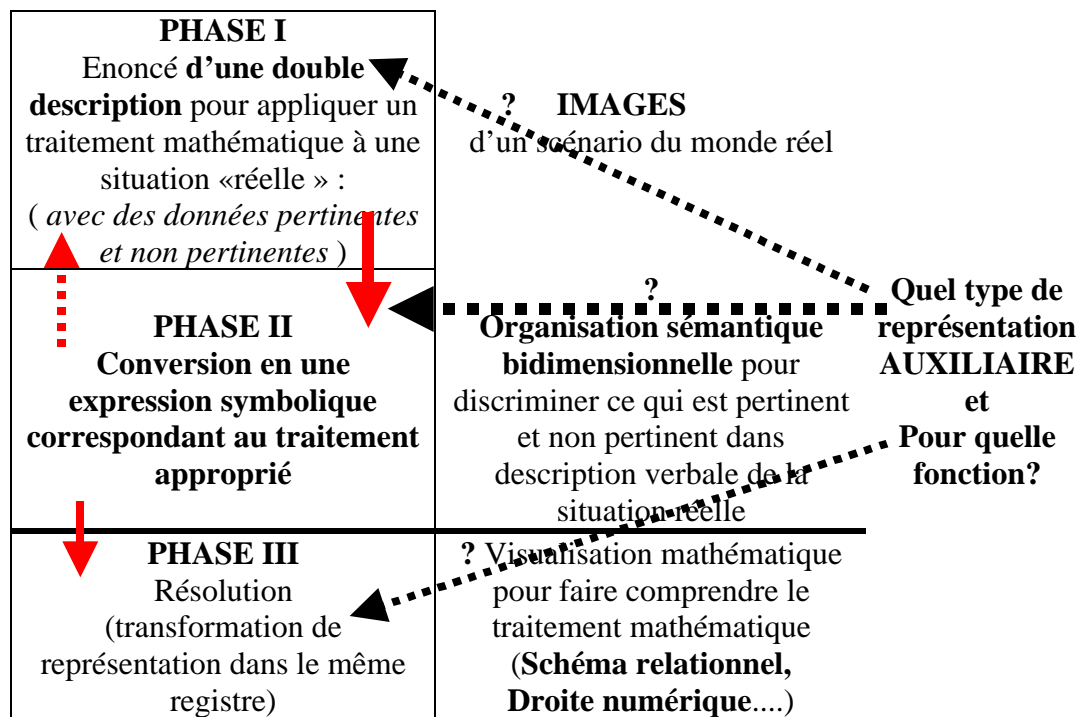 PHASE I
Enoncé d'une double
description pour appliquer un
traitement mathématique à une
situation «réelle » :
( avec des données pertinentes
et non pertinentes )
? IMAGES
d'un scénario du monde réel
PHASE II
Conversion en une
expression symbolique
correspondant au traitement
approprié
?
Organisation sémantique
bidimensionnelle pour
discriminer ce qui est pertinent
et non pertinent dans
description verbale de la
situation réelle
Quel type de
représentation
AUXILIAIRE
et
Pour quelle
fonction?
PHASE III
Résolution
(transformation de
représentation dans le même
registre)
? Visualisation mathématique
pour faire comprendre le
traitement mathématique
(Schéma relationnel,
Droite numérique....)